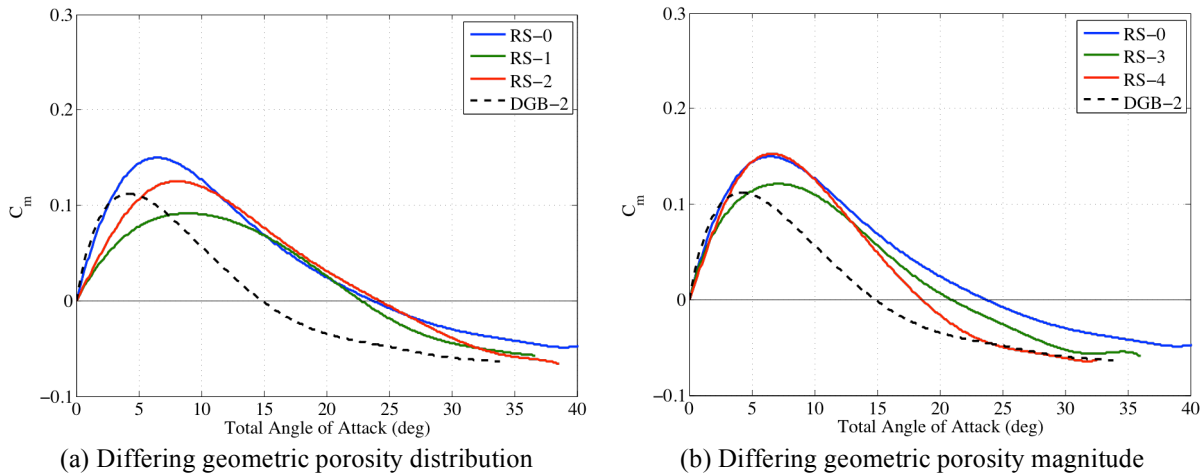 0.3
0.2
0.1
0
−0.1
C_m
0 5 10 15 20 25 30 35 40
Total Angle of Attack (deg)
RS−0
RS−1
RS−2
DGB−2
(a) Differing geometric porosity distribution
0.3
0.2
0.1
0
−0.1
C_m
0 5 10 15 20 25 30 35 40
Total Angle of Attack (deg)
RS−0
RS−3
RS−4
DGB−2
(b) Differing geometric porosity magnitude